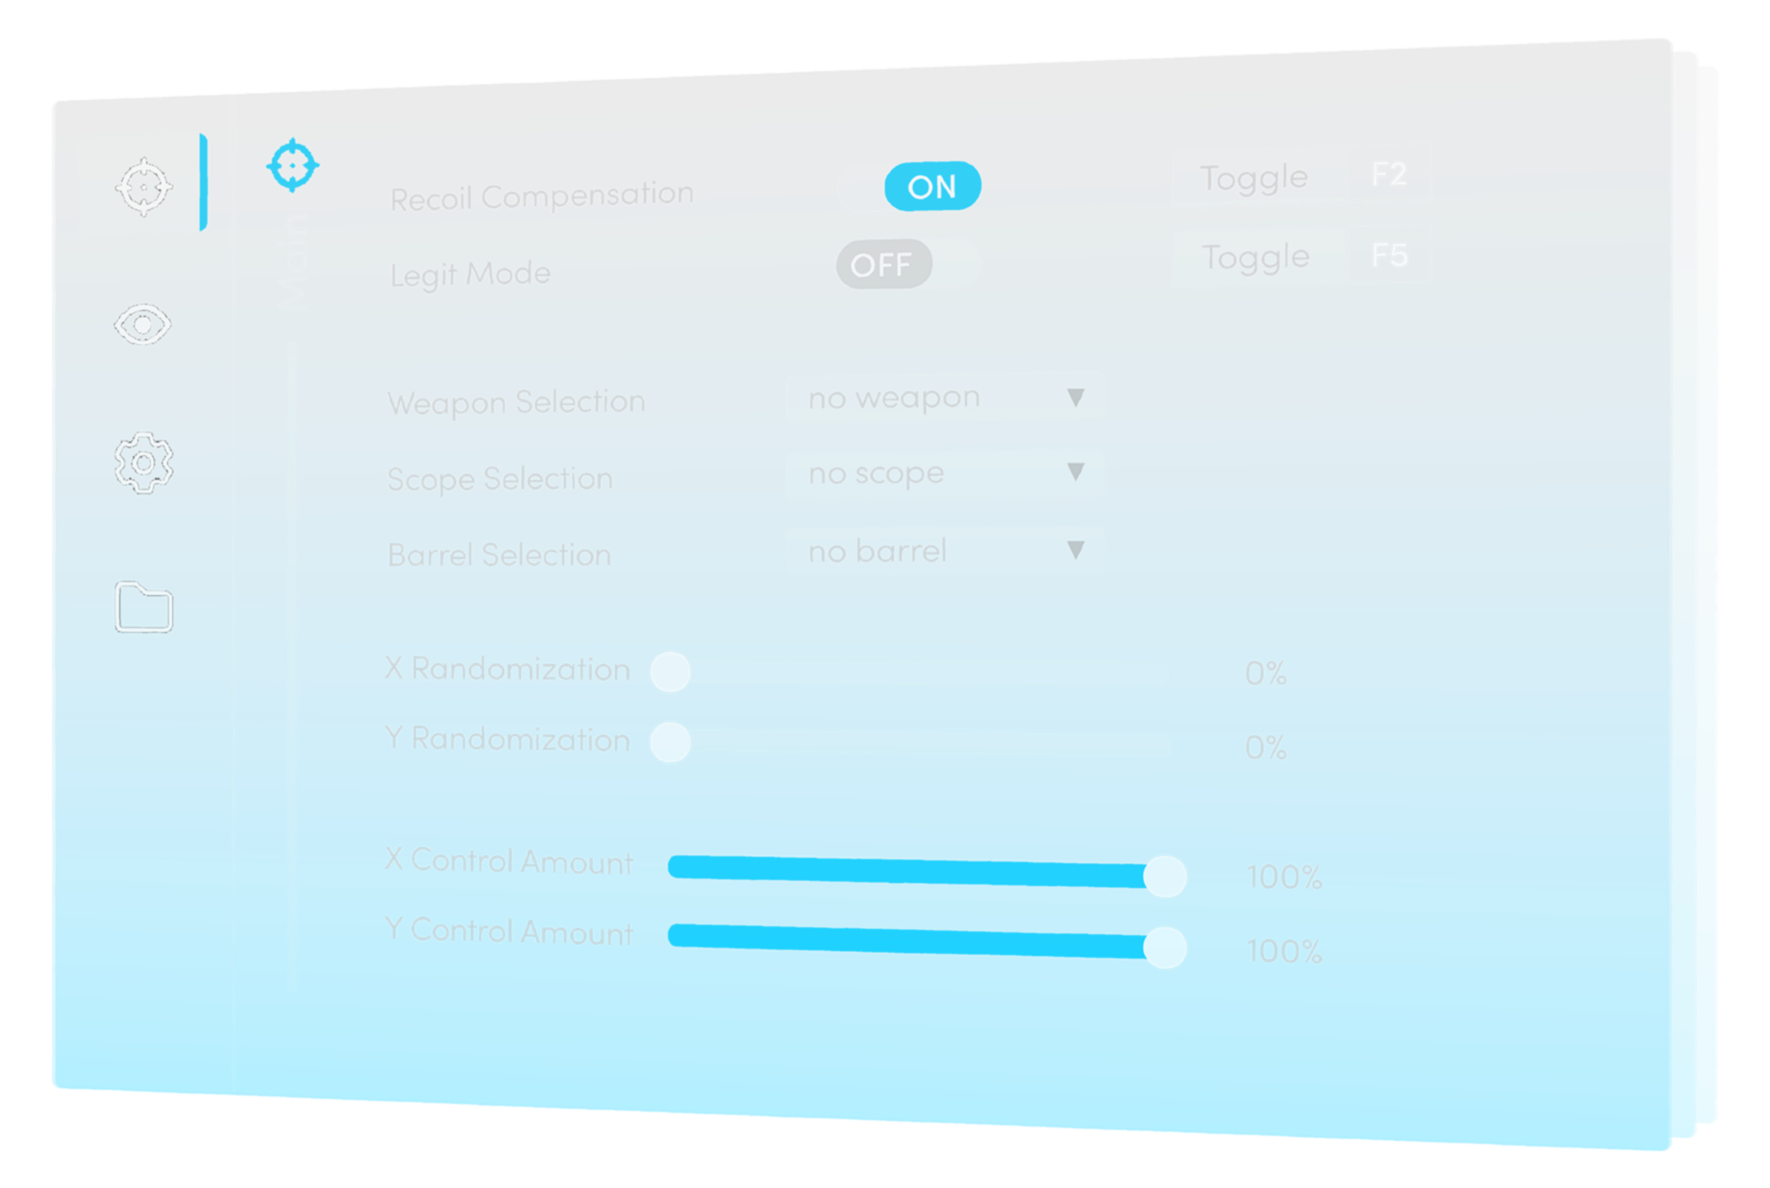 Main
Recoil Compensation ON Toggle F2
Legit Mode OFF Toggle F5
Weapon Selection no weapon ▼
Scope Selection no scope ▼
Barrel Selection no barrel ▼
X Randomization 0%
Y Randomization 0%
X Control Amount 100%
Y Control Amount 100%